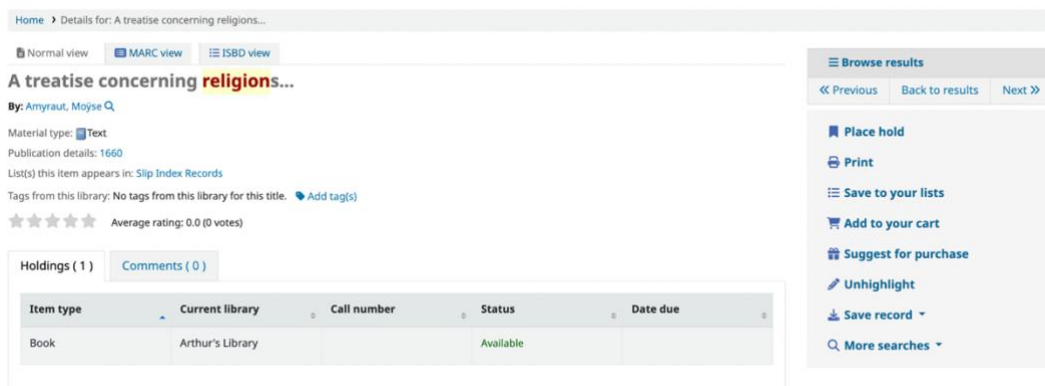 Home › Details for: A treatise concerning religions...
Normal view MARC view ISBD view
A treatise concerning religions...
By: Amyraut, Moÿse
Material type: Text
Publication details: 1660
List(s) this item appears in: Slip Index Records
Tags from this library: No tags from this library for this title. Add tag(s)
Average rating: 0.0 (0 votes)
Holdings ( 1 ) Comments ( 0 )
Item type Current library Call number Status Date due
Book Arthur's Library Available
Browse results
« Previous Back to results Next »
Place hold
Print
Save to your lists
Add to your cart
Suggest for purchase
Unhighlight
Save record
More searches